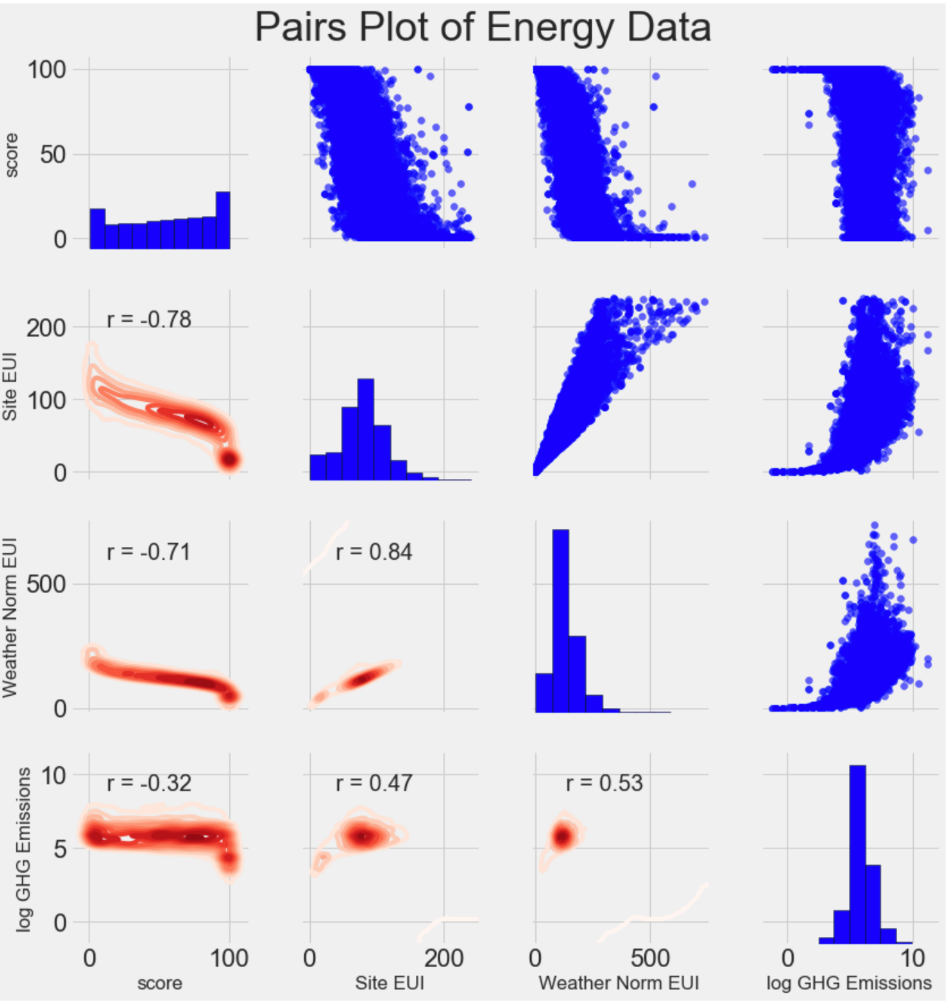 Pairs Plot of Energy Data
100
50
0
score
200
100
0
Site EUI
r = -0.78
500
0
Weather Norm EUI
r = -0.71
r = 0.84
10
5
0
log GHG Emissions
r = -0.32
r = 0.47
r = 0.53
0 100
0 200
0 500
0 10
score
Site EUI
Weather Norm EUI
log GHG Emissions